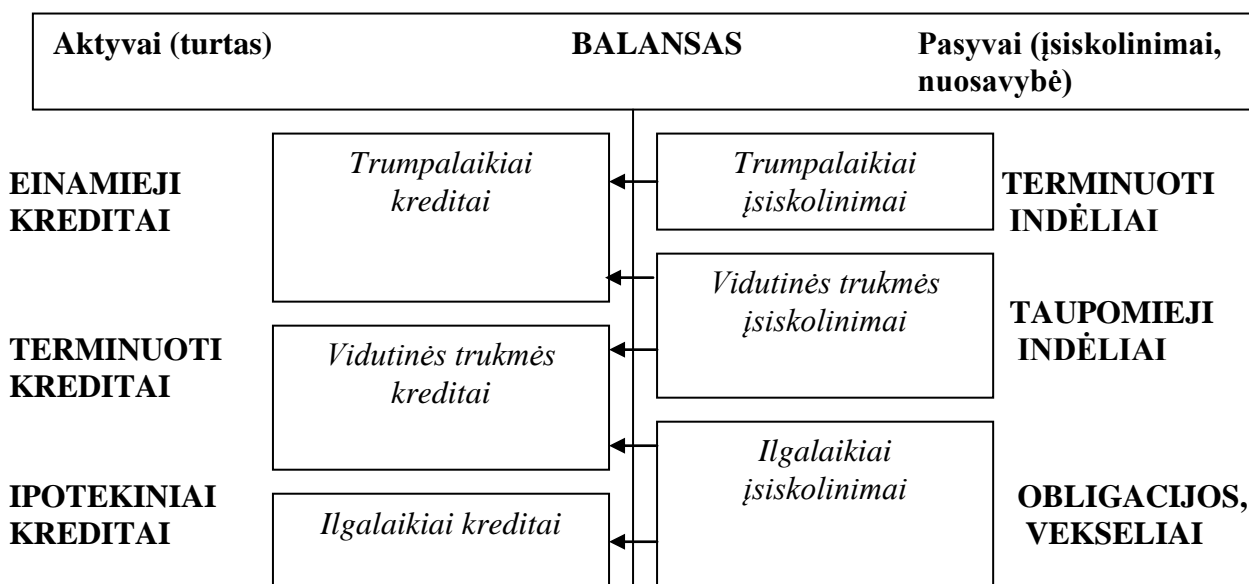 Aktyvai (turtas) BALANSAS Pasyvai (įsiskolinimai,
nuosavybė)
EINAMIEJI
KREDITAI
Trumpalaikiai
kreditai
Trumpalaikiai
įsiskolinimai
TERMINUOTI
INDĖLIAI
Vidutinės trukmės
įsiskolinimai
TAUPOMIEJI
INDĖLIAI
TERMINUOTI
KREDITAI
Vidutinės trukmės
kreditai
Ilgalaikiai
įsiskolinimai
IPOTEKINIAI
KREDITAI
Ilgalaikiai kreditai
OBLIGACIJOS,
VEKSELIAI